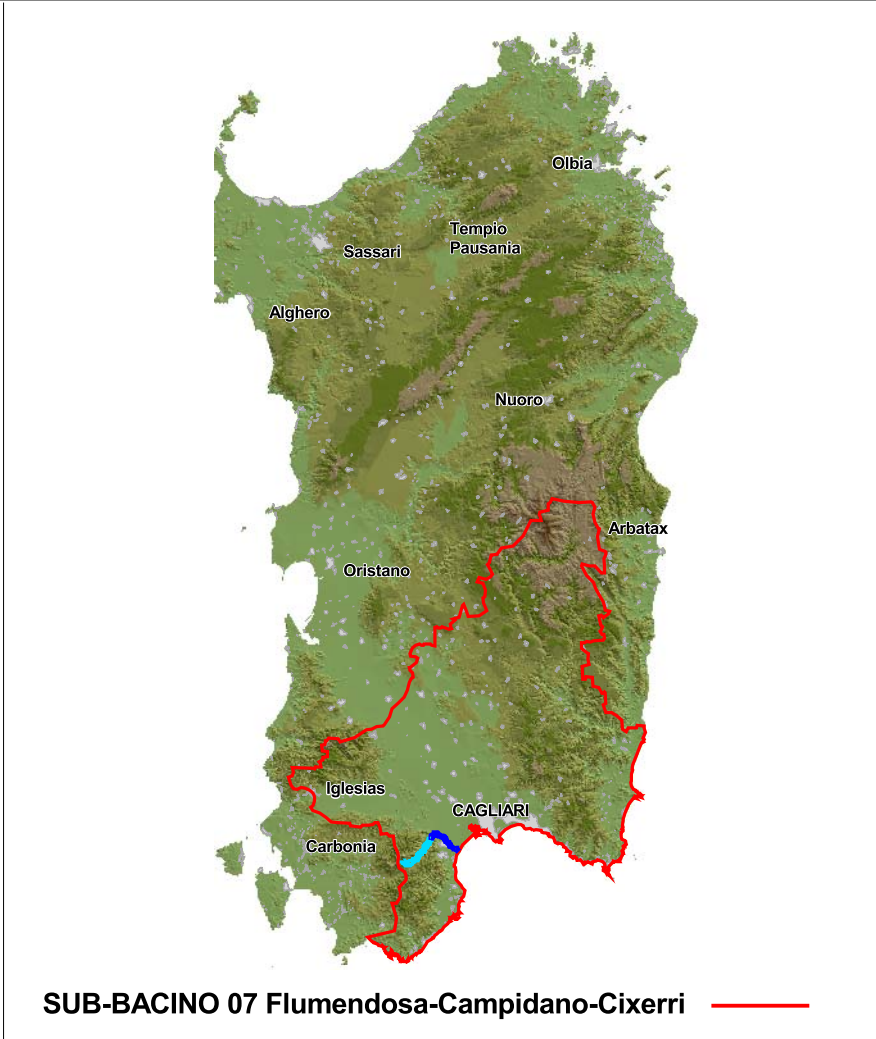 Olbia
Tempio
Pausania
Sassari
Alghero
Nuoro
Arbatax
Oristano
Iglesias
CAGLIARI
Carbonia
SUB-BACINO 07 Flumendosa-Campidano-Cixerri